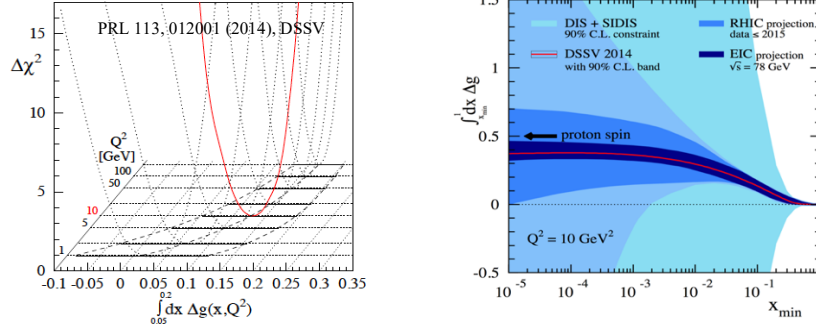 PRL 113, 012001 (2014), DSSV
Δχ²
15
10
5
0
Q²
[GeV]
100
50
10
5
1
-0.1 -0.05 0 0.05 0.1 0.15 0.2 0.25 0.3 0.35
∫ 0.05 0.2 dx Δg(x,Q²)
DIS + SIDIS
90% C.L. constraint
DSSV 2014
with 90% C.L. band
RHIC projection
data ≤ 2015
EIC projection
√s = 78 GeV
∫ xmin 1 dx Δg
1.5
1.0
0.5
0
-0.5
proton spin
Q² = 10 GeV²
10⁻⁵ 10⁻⁴ 10⁻³ 10⁻² 10⁻¹
xmin